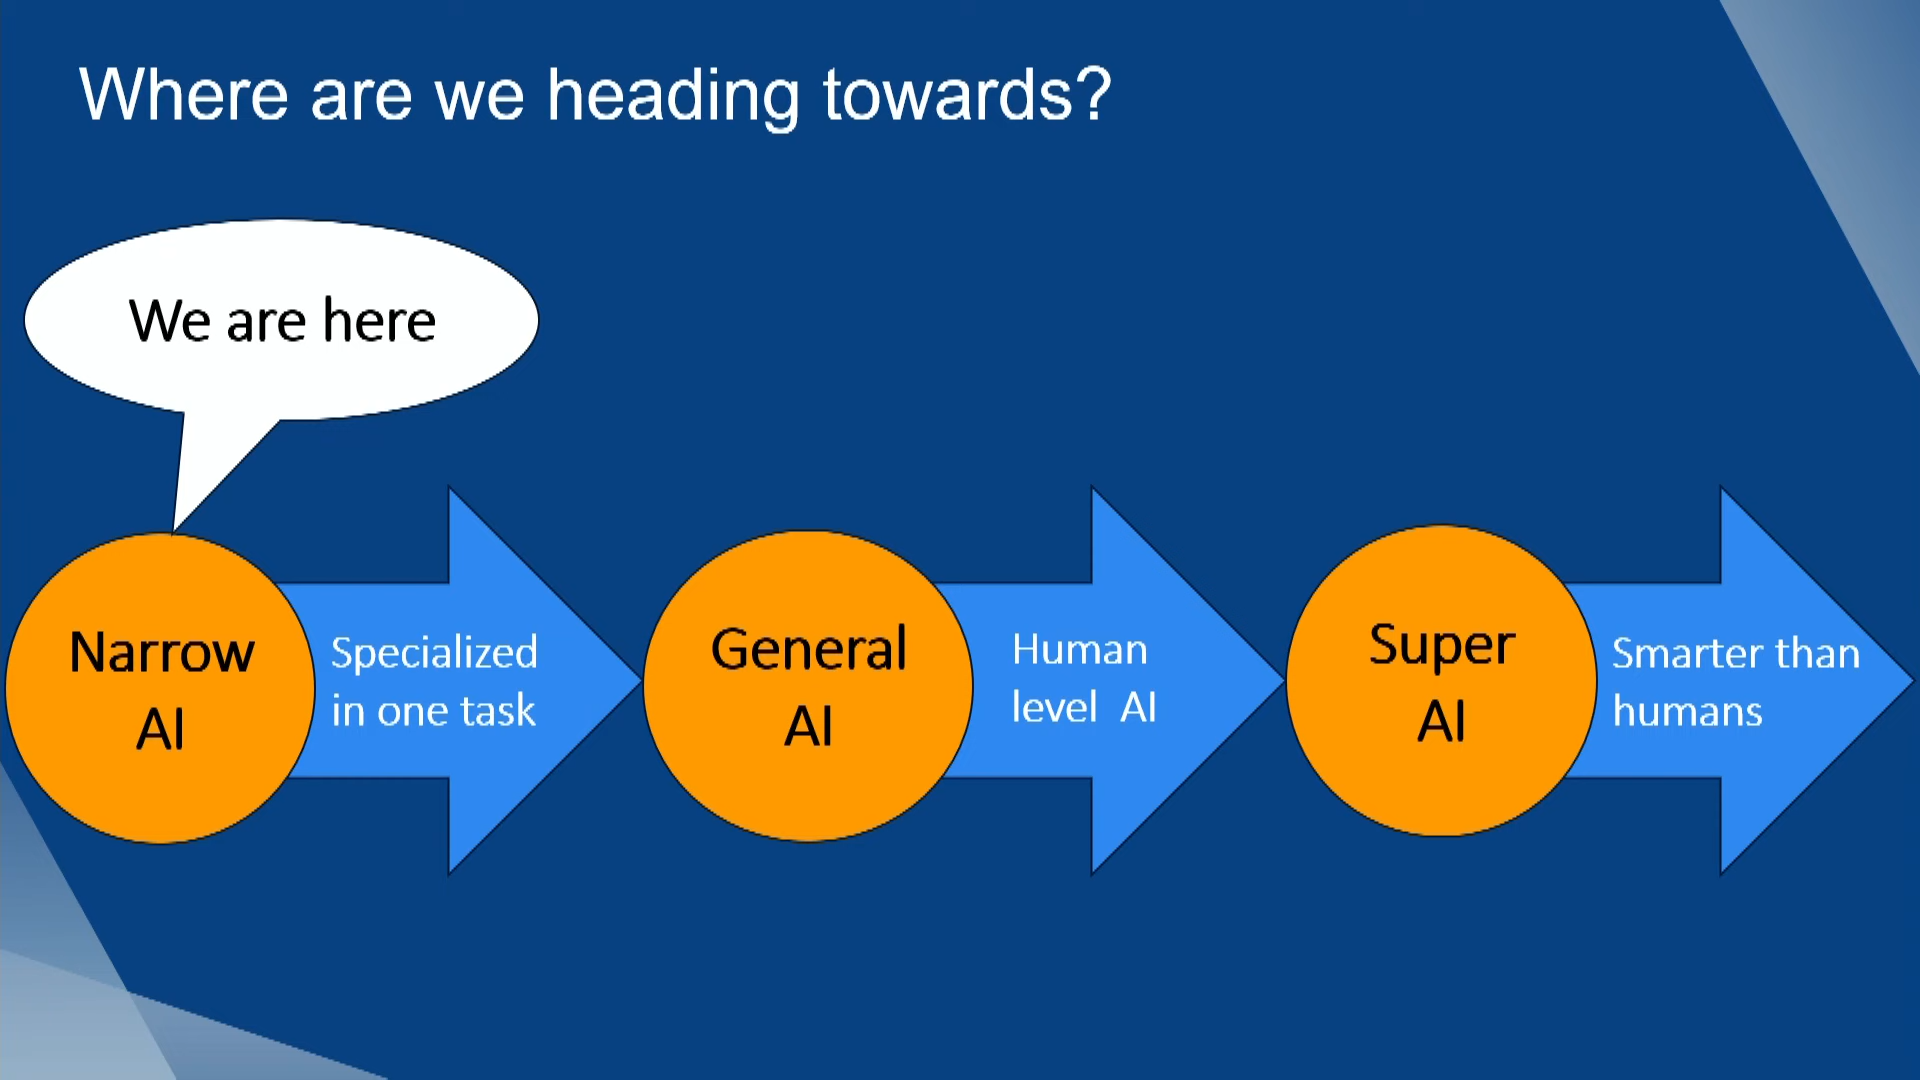 Where are we heading towards?
We are here
Narrow
AI
Specialized
in one task
General
AI
Human
level  AI
Super
AI
Smarter than
humans